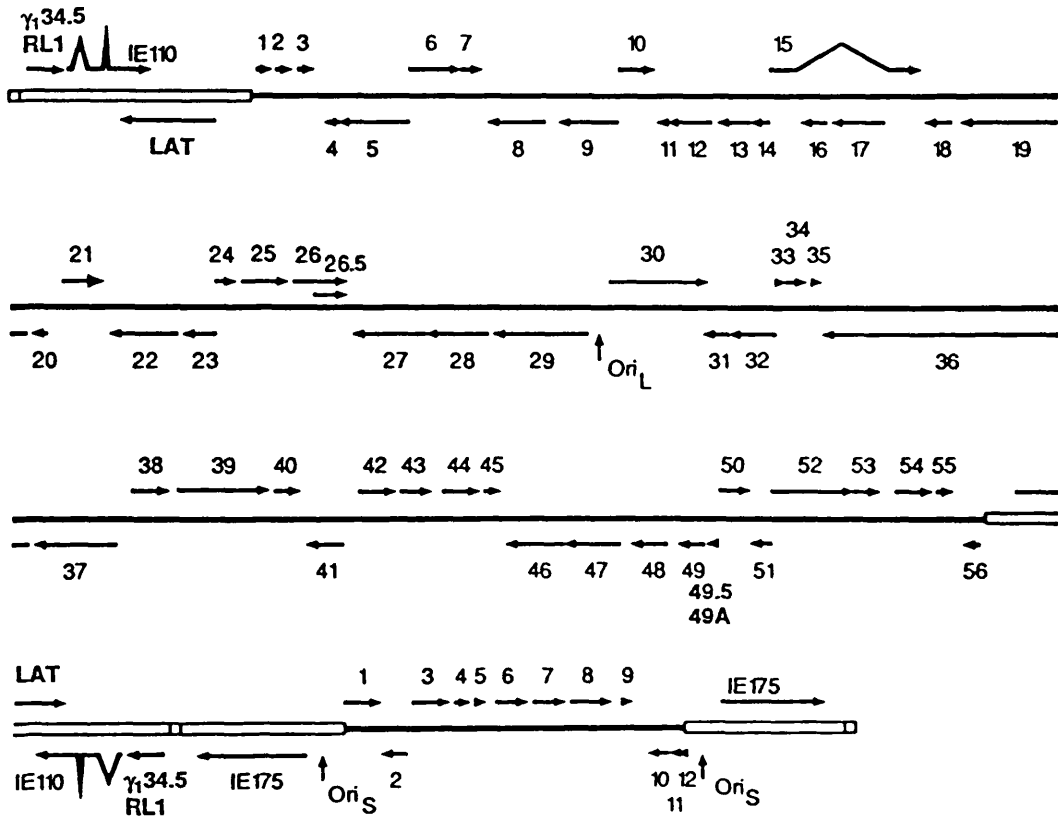 γ₁34.5
RL1 IE110 1 2 3 6 7 10 15
LAT 4 5 8 9 11 12 13 14 16 17 18 19
34
21 24 25 26 26.5 30 33 35
20 22 23 27 28 29 Ori_L 31 32 36
38 39 40 42 43 44 45 50 52 53 54 55
37 41 46 47 48 49 51 56
49.5
49A
LAT 1 3 4 5 6 7 8 9 IE175
IE110 γ₁34.5 IE175 Ori_S 2 10 12 Ori_S
RL1 11